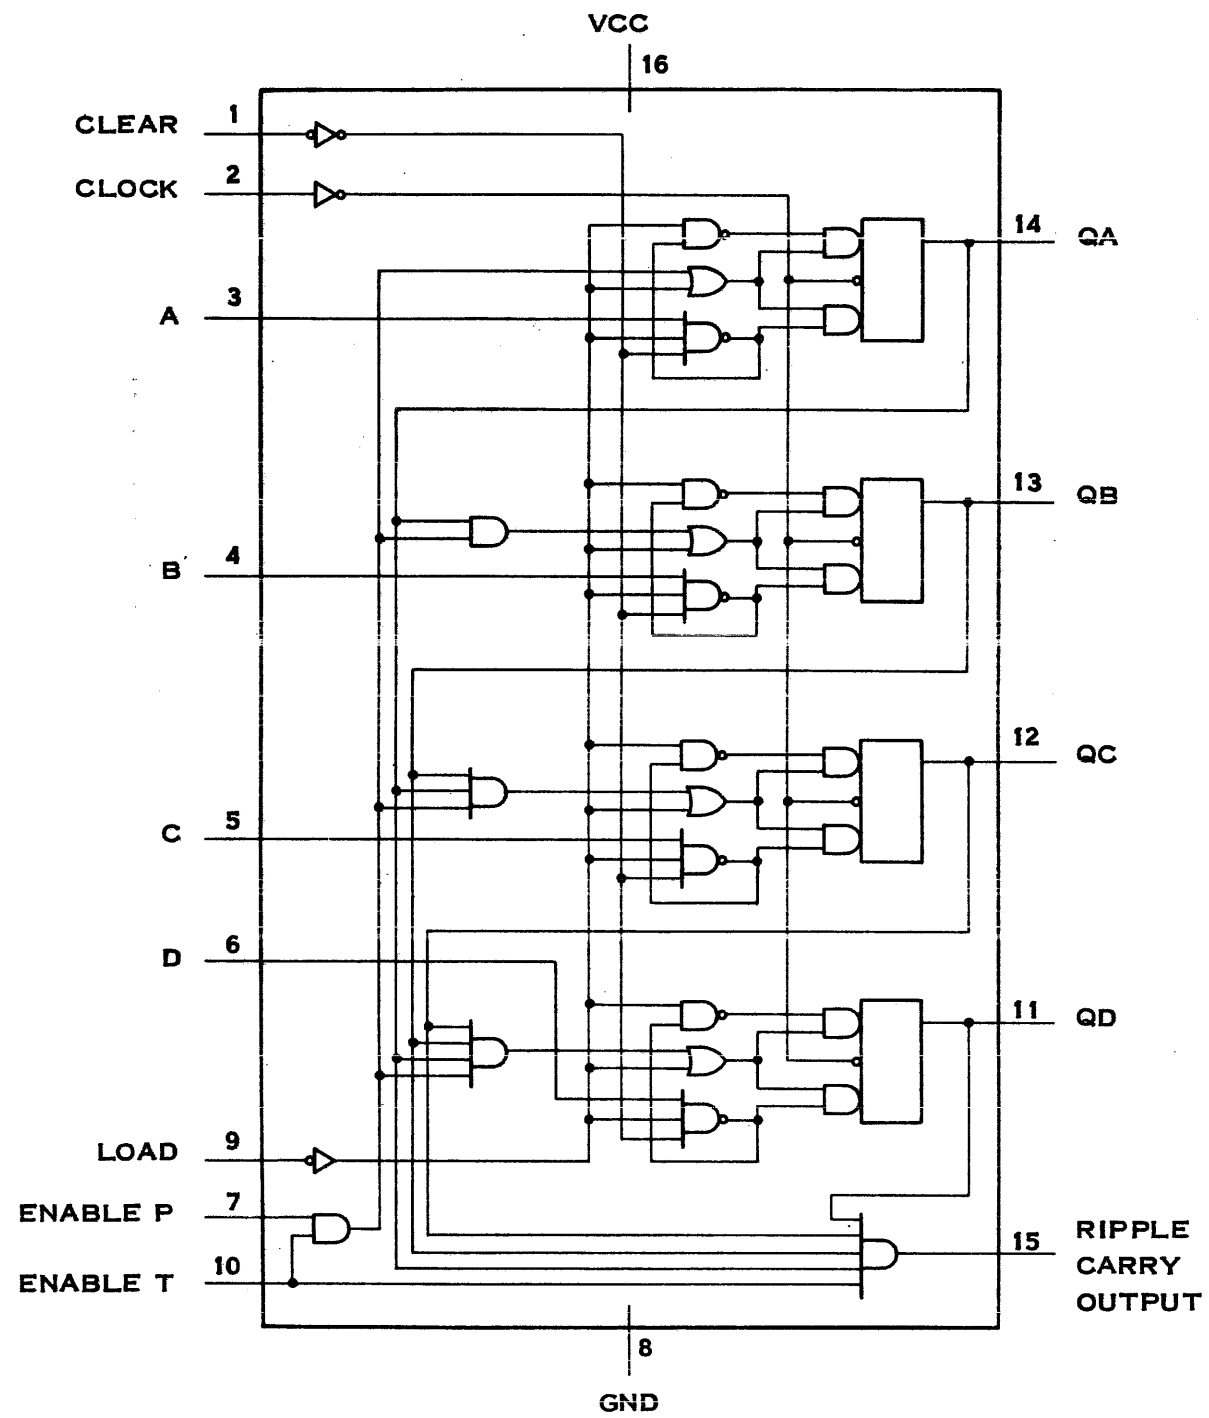 VCC
16
CLEAR 1
CLOCK 2
14 QA
A 3
13 QB
B 4
12 QC
C 5
D 6
11 QD
LOAD 9
ENABLE P 7
ENABLE T 10
15 RIPPLE
CARRY
OUTPUT
8
GND